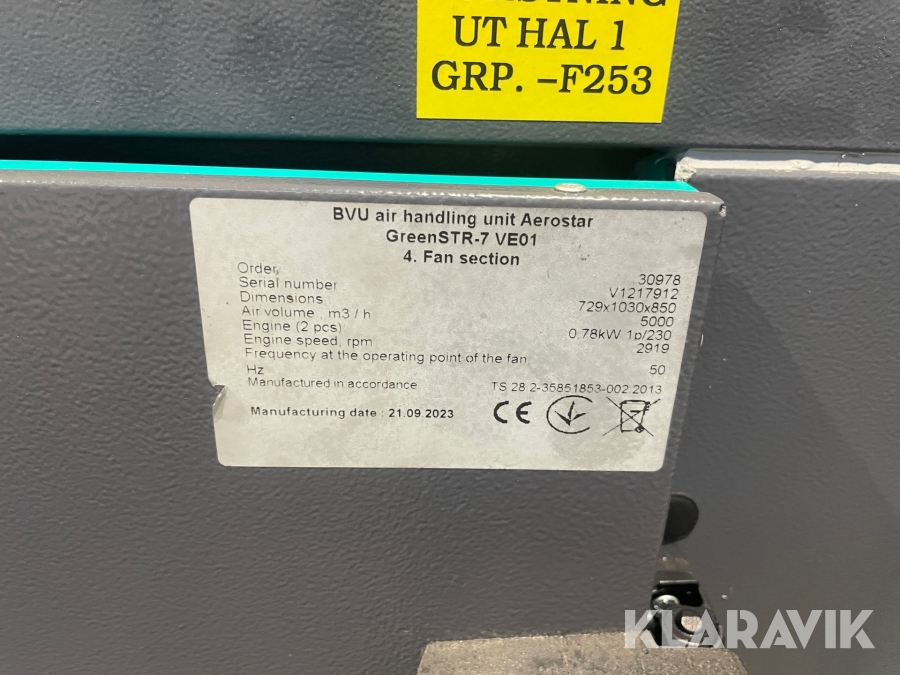 UT HAL 1
GRP. –F253
BVU air handling unit Aerostar
GreenSTR-7 VE01
4. Fan section
Order 30978
Serial number V1217912
Dimensions 729x1030x850
Air volume m3 / h 5000
Engine (2 pcs) 0.78kW 1p/230
Engine speed, rpm 2919
Frequency at the operating point of the fan,
Hz 50
Manufactured in accordance TS 28.2-35851853-002:2013
Manufacturing date : 21.09.2023 CE
KLARAVIK